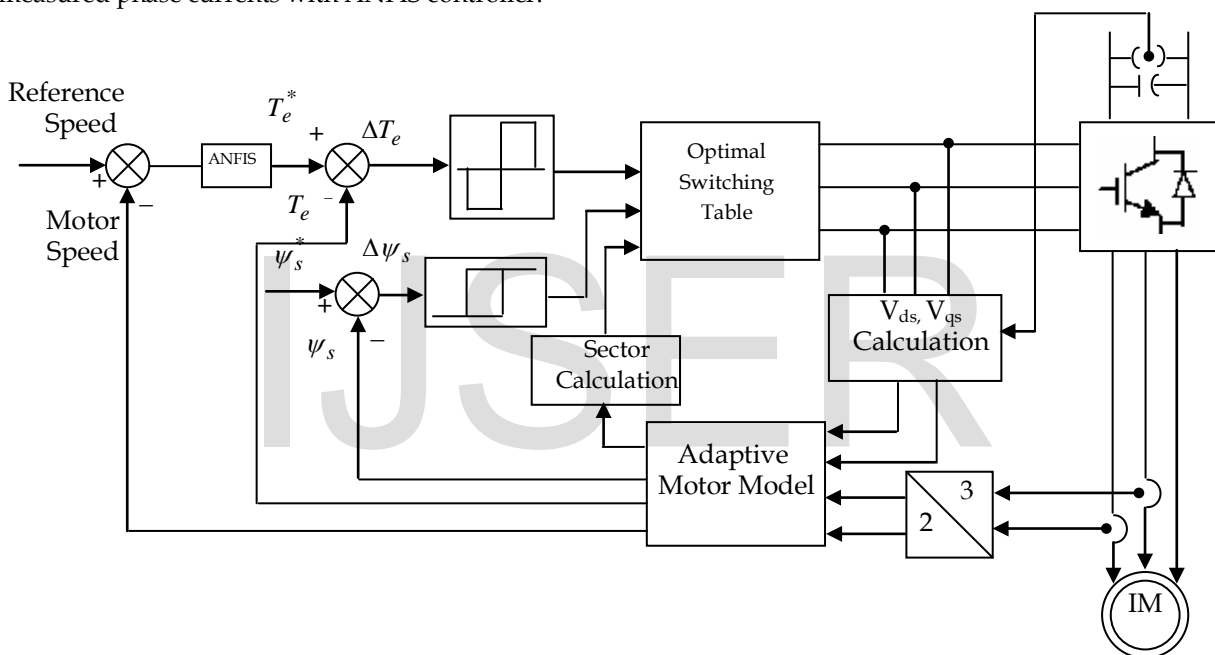 measured phase currents with ANFIS controller.
Reference
Speed
T_e^*
+
ΔT_e
ANFIS
+
−
Motor
Speed
T_e
-
ψ_s^*
Δψ_s
+
ψ_s
−
Optimal
Switching
Table
V_ds, V_qs
Calculation
Sector
Calculation
Adaptive
Motor Model
3
2
IM
IJSER